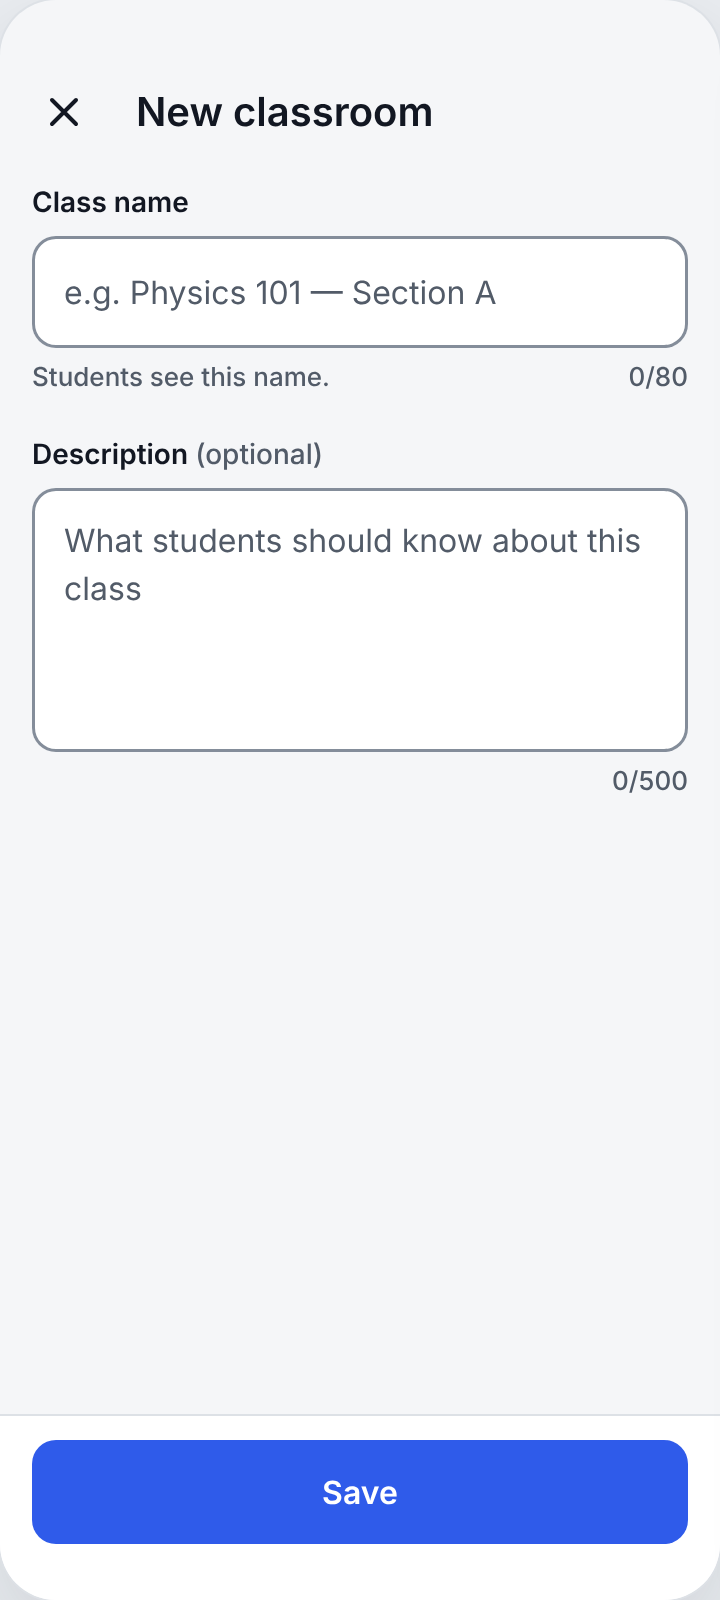 New classroom
Class name
e.g. Physics 101 — Section A
Students see this name. 0/80
Description (optional)
What students should know about this
class
0/500
Save